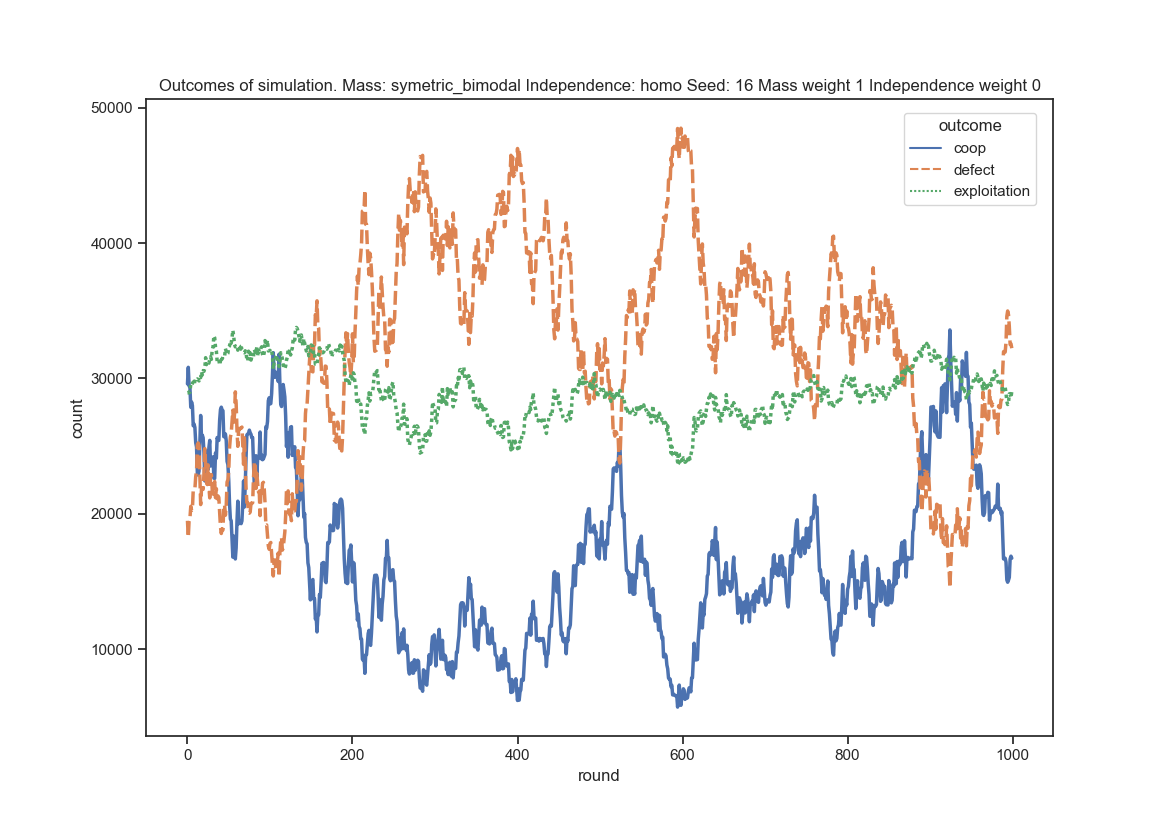 Outcomes of simulation. Mass: symetric_bimodal Independence: homo Seed: 16 Mass weight 1 Independence weight 0
50000
40000
30000
20000
10000
count
outcome
coop
defect
exploitation
0
200
400
600
800
1000
round